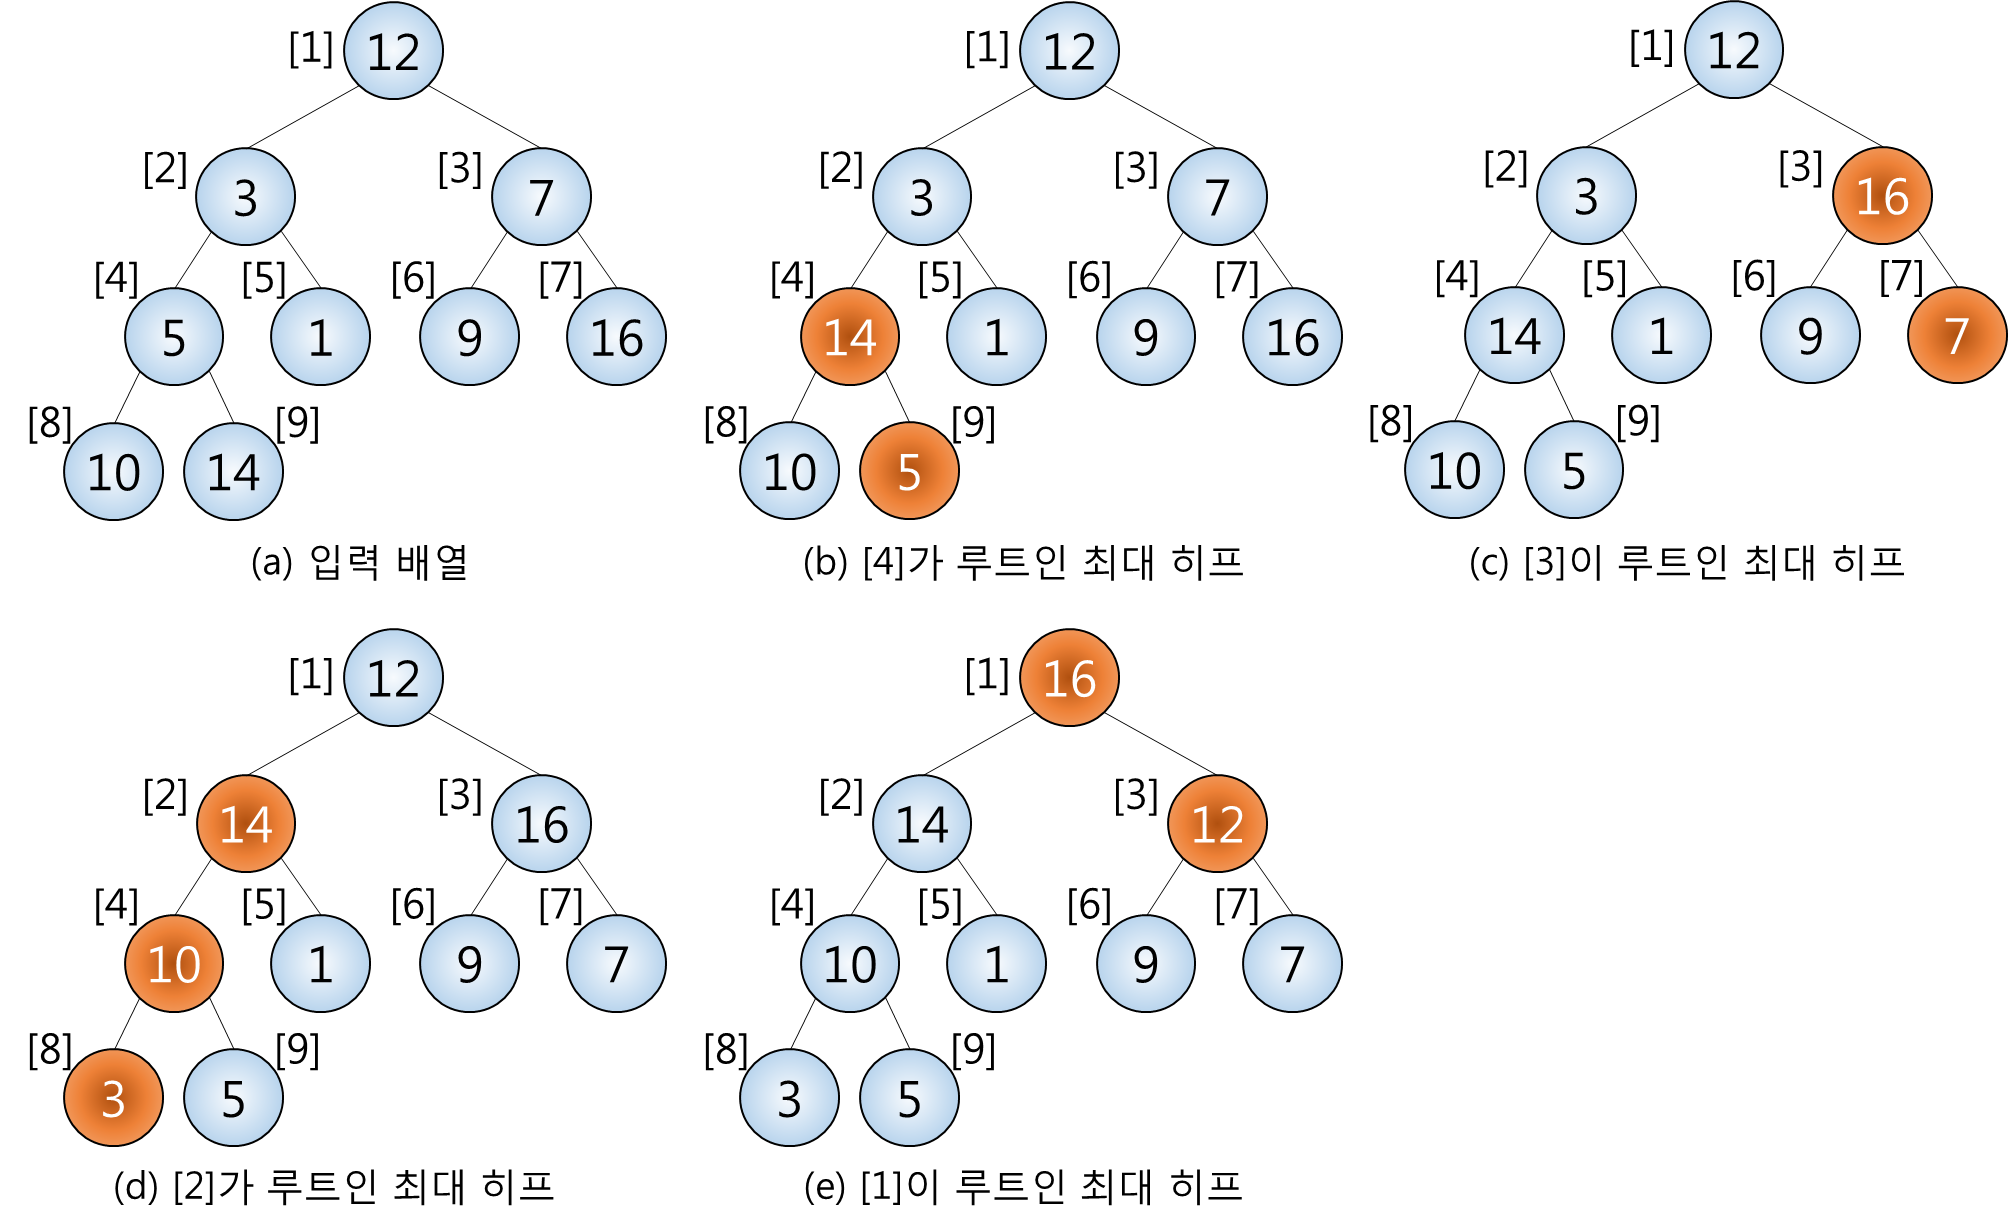 [1] 12
[2] 3 [3] 7
[4] 5 [5] 1 [6] 9 [7] 16
[8] 10 14 [9]
(a) 입력 배열
[1] 12
[2] 3 [3] 7
[4] 14 [5] 1 [6] 9 [7] 16
[8] 10 5 [9]
(b) [4]가 루트인 최대 히프
[1] 12
[2] 3 [3] 16
[4] 14 [5] 1 [6] 9 [7] 7
[8] 10 5 [9]
(c) [3]이 루트인 최대 히프
[1] 12
[2] 14 [3] 16
[4] 10 [5] 1 [6] 9 [7] 7
[8] 3 5 [9]
(d) [2]가 루트인 최대 히프
[1] 16
[2] 14 [3] 12
[4] 10 [5] 1 [6] 9 [7] 7
[8] 3 5 [9]
(e) [1]이 루트인 최대 히프